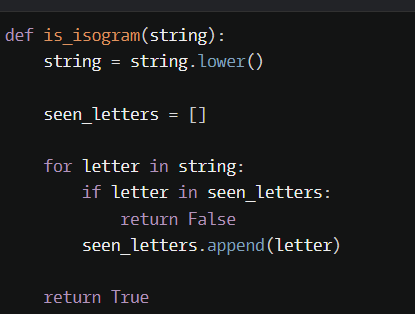 def is_isogram(string):
    string = string.lower()

    seen_letters = []

    for letter in string:
        if letter in seen_letters:
            return False
        seen_letters.append(letter)

    return True